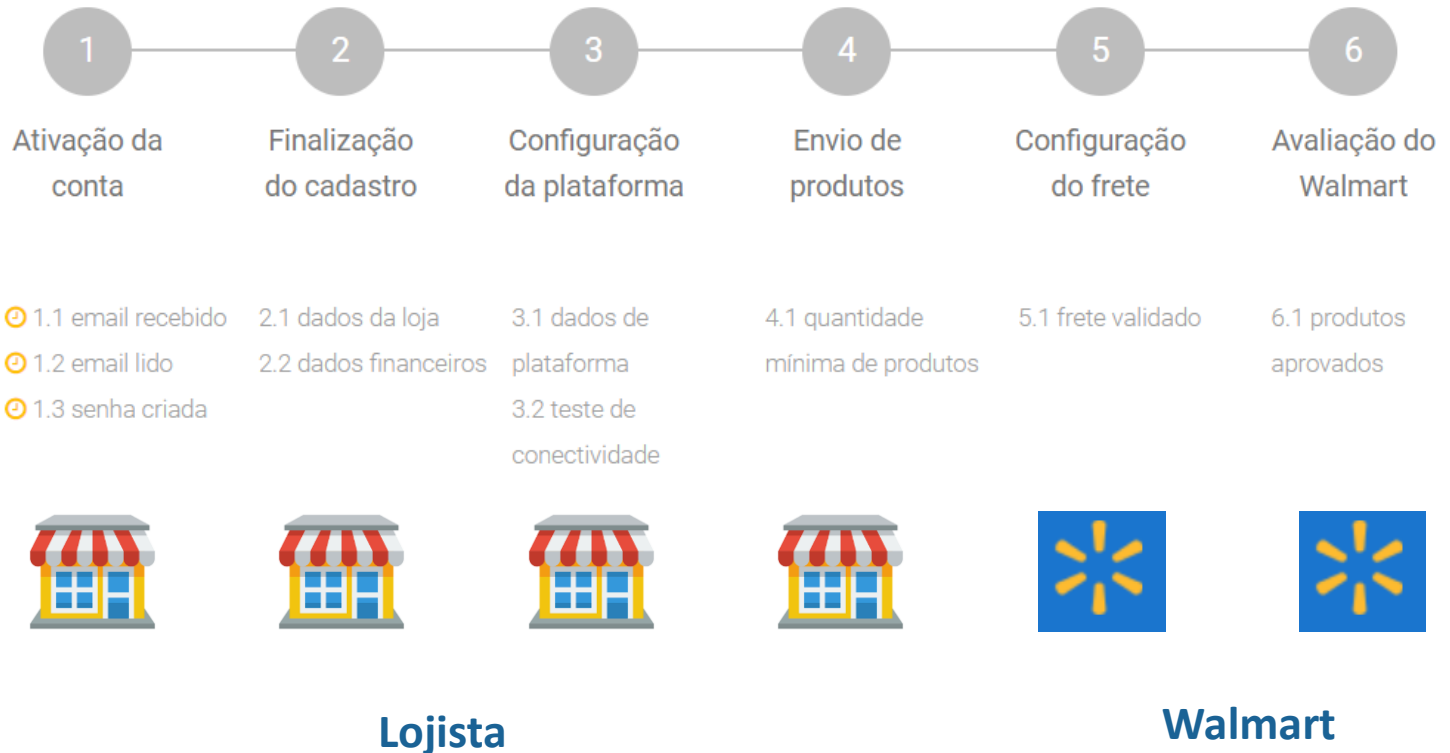 1
2
3
4
5
6
Ativação da
conta
Finalização
do cadastro
Configuração
da plataforma
Envio de
produtos
Configuração
do frete
Avaliação do
Walmart
1.1 email recebido
1.2 email lido
1.3 senha criada
2.1 dados da loja
2.2 dados financeiros
3.1 dados de
plataforma
3.2 teste de
conectividade
4.1 quantidade
mínima de produtos
5.1 frete validado
6.1 produtos
aprovados
Lojista
Walmart